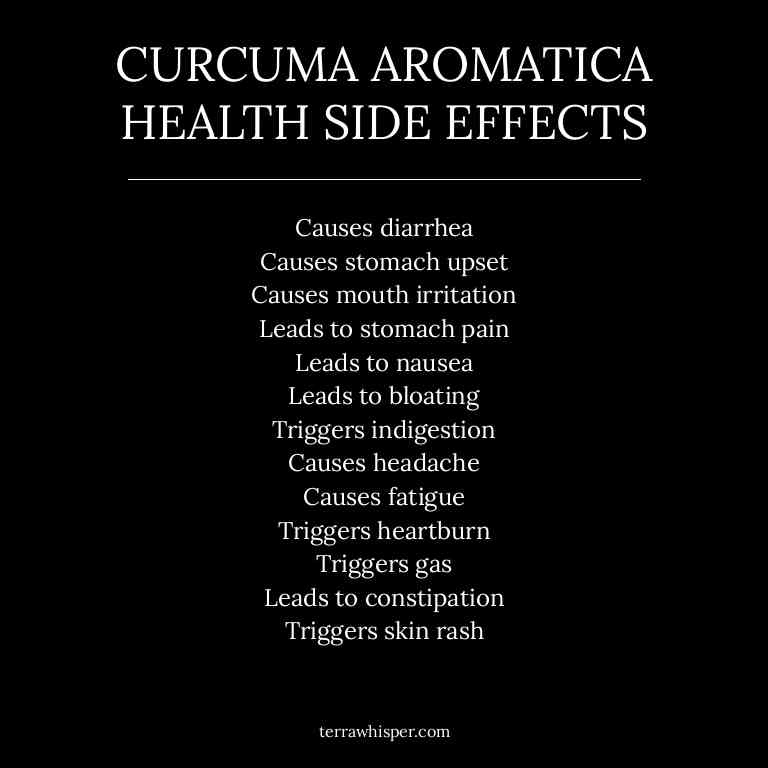 CURCUMA AROMATICA
HEALTH SIDE EFFECTS
Causes diarrhea
Causes stomach upset
Causes mouth irritation
Leads to stomach pain
Leads to nausea
Leads to bloating
Triggers indigestion
Causes headache
Causes fatigue
Triggers heartburn
Triggers gas
Leads to constipation
Triggers skin rash
terrawhisper.com